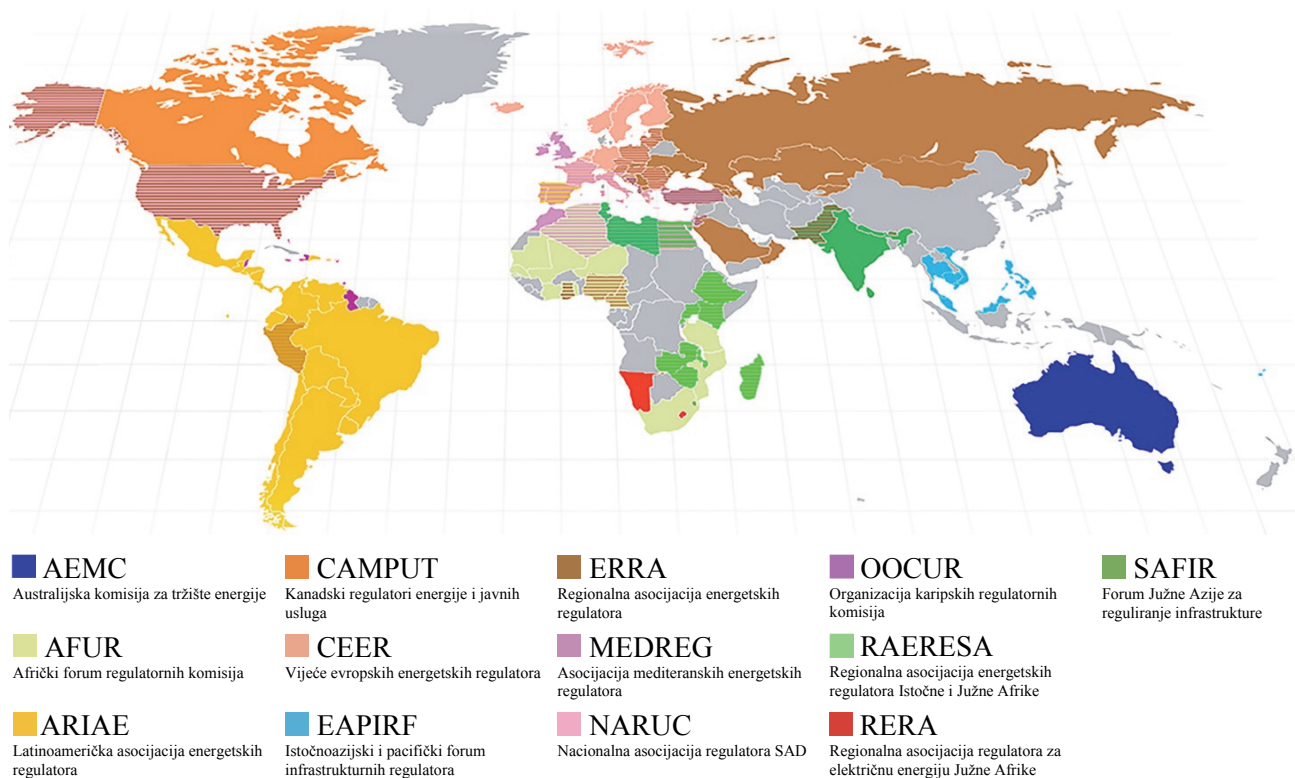 AEMC
Australijska komisija za tržište energije
CAMPUT
Kanadski regulatori energije i javnih
usluga
ERRA
Regionalna asocijacija energetskih
regulatora
OOCUR
Organizacija karipskih regulatornih
komisija
SAFIR
Forum Južne Azije za
reguliranje infrastrukture
AFUR
Afrički forum regulatornih komisija
CEER
Vijeće evropskih energetskih regulatora
MEDREG
Asocijacija mediteranskih energetskih
regulatora
RAERESA
Regionalna asocijacija energetskih
regulatora Istočne i Južne Afrike
ARIAE
Latinoamerička asocijacija energetskih
regulatora
EAPIRF
Istočnoazijski i pacifički forum
infrastrukturnih regulatora
NARUC
Nacionalna asocijacija regulatora SAD
RERA
Regionalna asocijacija regulatora za
električnu energiju Južne Afrike